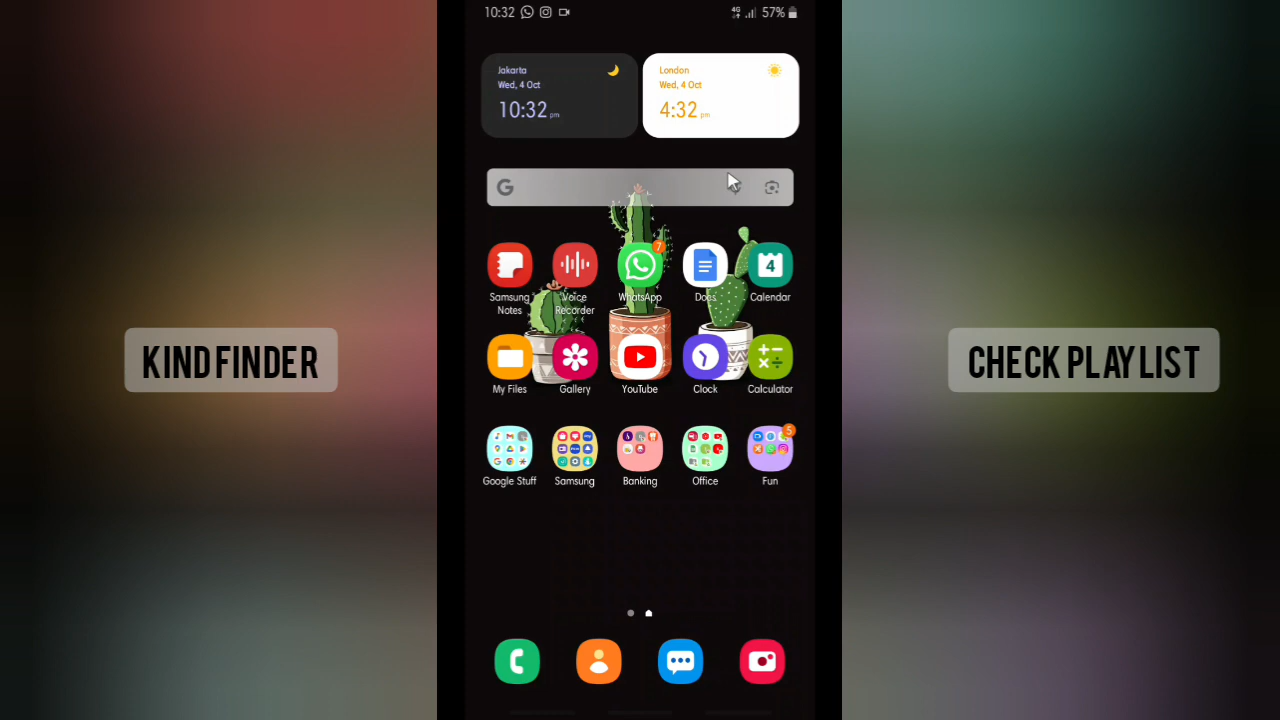 10:32
4G
57%
Jakarta
Wed, 4 Oct
10:32 pm
London
Wed, 4 Oct
4:32 pm
G
7
4
Samsung
Notes
Voice
Recorder
WhatsApp
Docs
Calendar
My Files
Gallery
YouTube
Clock
Calculator
5
Google Stuff
Samsung
Banking
Office
Fun
KIND FINDER
CHECK PLAYLIST